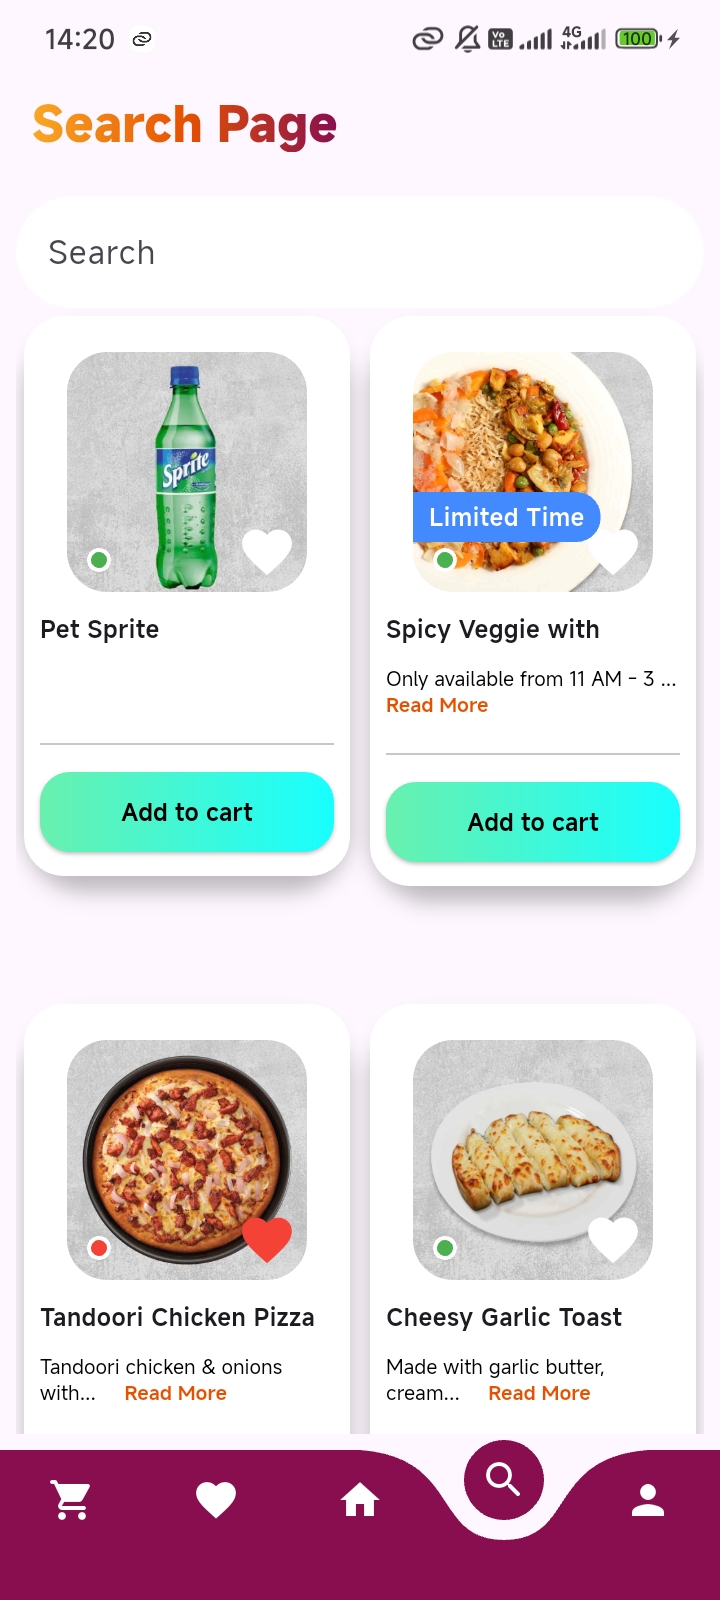 14:20
Vo LTE
4G
100
Search Page
Search
Sprite
Limited Time
Pet Sprite
Spicy Veggie with
Only available from 11 AM - 3 ...
Read More
Add to cart
Add to cart
Tandoori Chicken Pizza
Cheesy Garlic Toast
Tandoori chicken & onions
with... Read More
Made with garlic butter,
cream... Read More